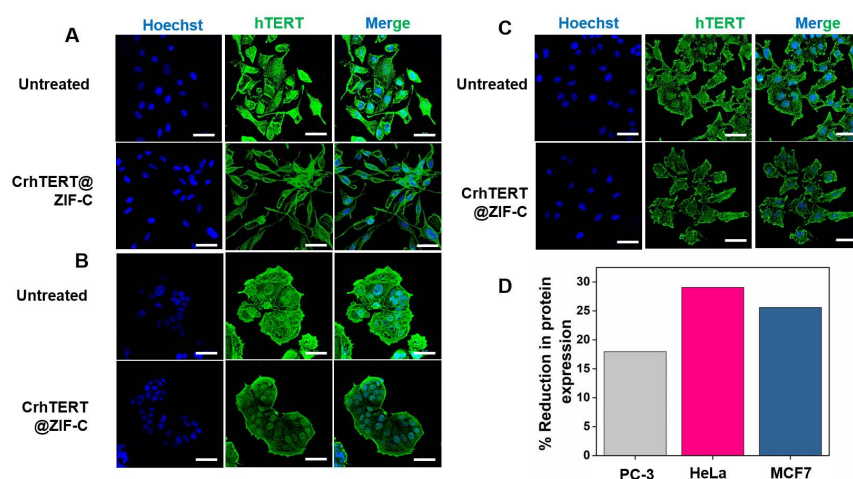 A
Hoechst
hTERT
Merge
Untreated
CrhTERT@
ZIF-C
B
Untreated
CrhTERT
@ZIF-C
C
Hoechst
hTERT
Merge
Untreated
CrhTERT
@ZIF-C
D
% Reduction in protein
expression
30
25
20
15
10
5
0
PC-3
HeLa
MCF7